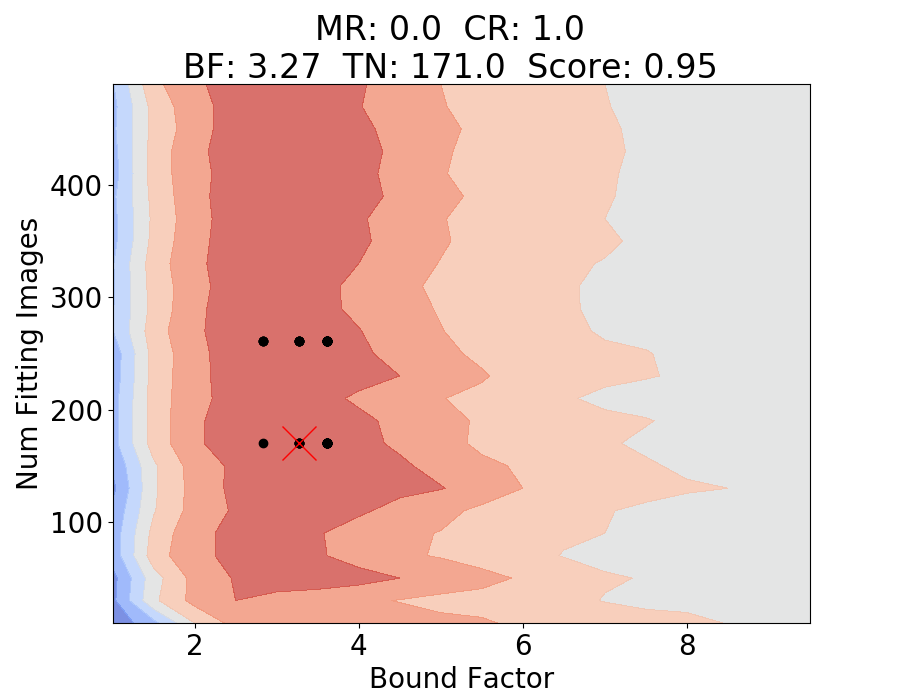 MR: 0.0  CR: 1.0
BF: 3.27  TN: 171.0  Score: 0.95
Num Fitting Images
400
300
200
100
2 4 6 8
Bound Factor